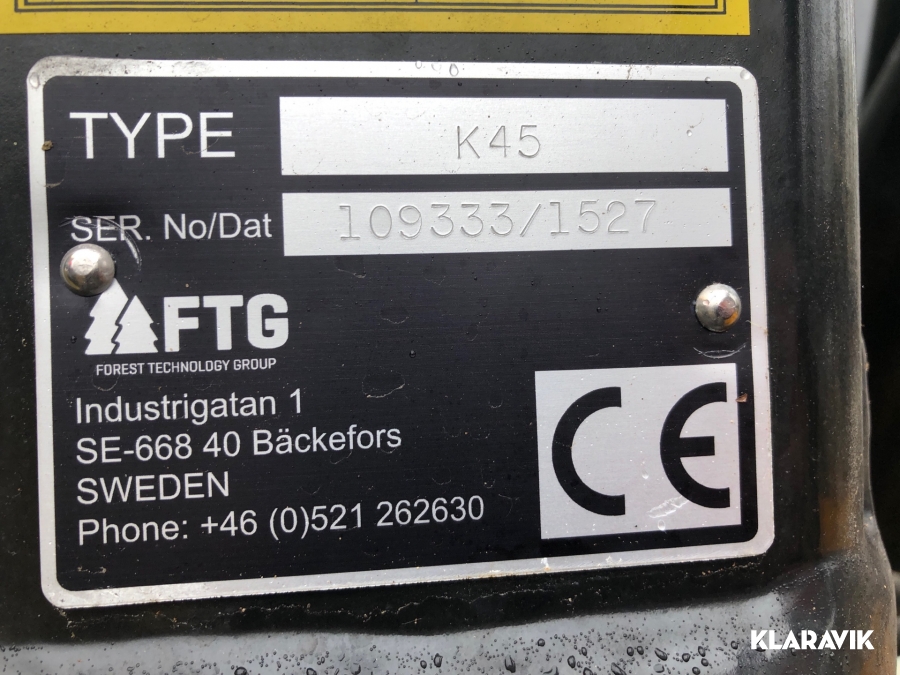 TYPE K45
SER. No/Dat 109333/1527
FTG
FOREST TECHNOLOGY GROUP
Industrigatan 1
SE-668 40 Bäckefors
SWEDEN
Phone: +46 (0)521 262630
CE
KLARAVIK